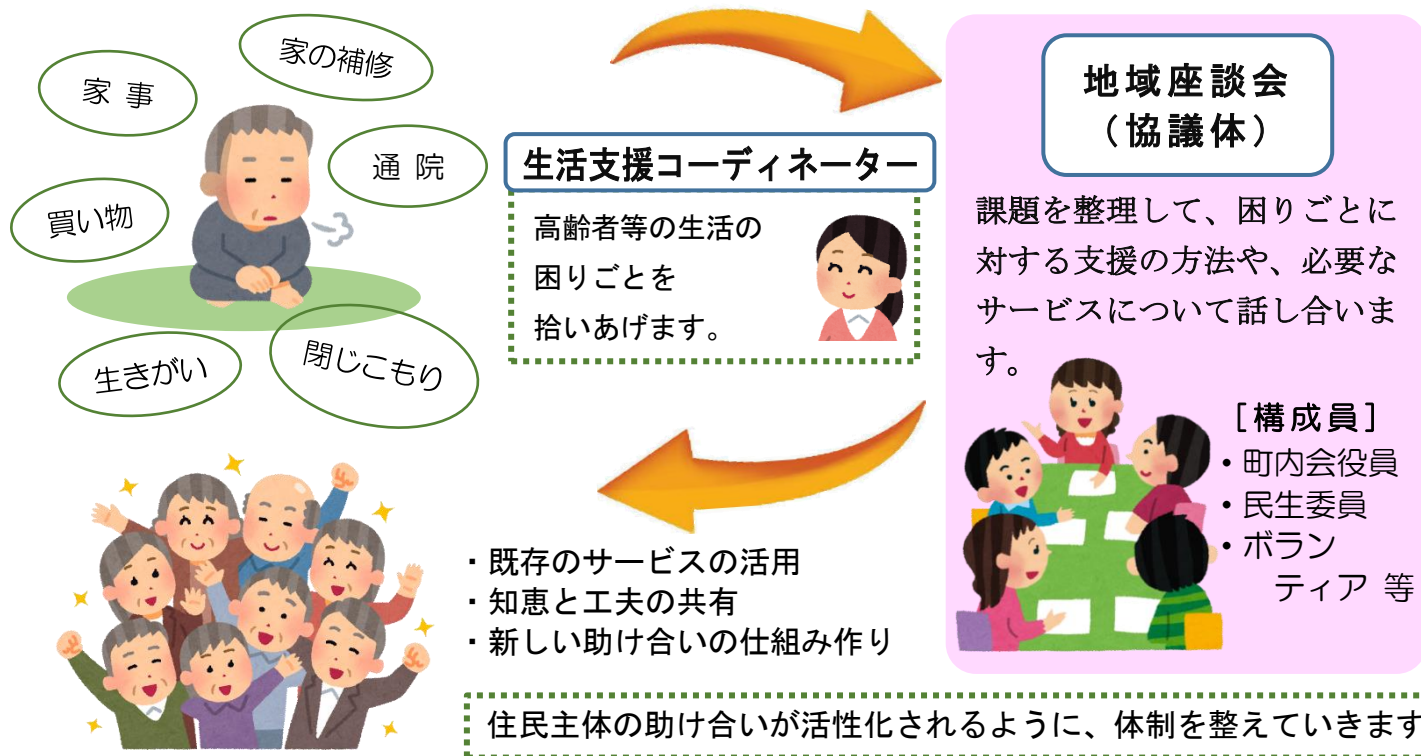 家の補修
家 事
通 院
買い物
生きがい
閉じこもり
生活支援コーディネーター
高齢者等の生活の
困りごとを
拾いあげます。
地域座談会
（協議体）
課題を整理して、困りごとに
対する支援の方法や、必要な
サービスについて話し合いま
す。
［構成員］
・町内会役員
・民生委員
・ボラン
ティア 等
・既存のサービスの活用
・知恵と工夫の共有
・新しい助け合いの仕組み作り
住民主体の助け合いが活性化されるように、体制を整えていきます